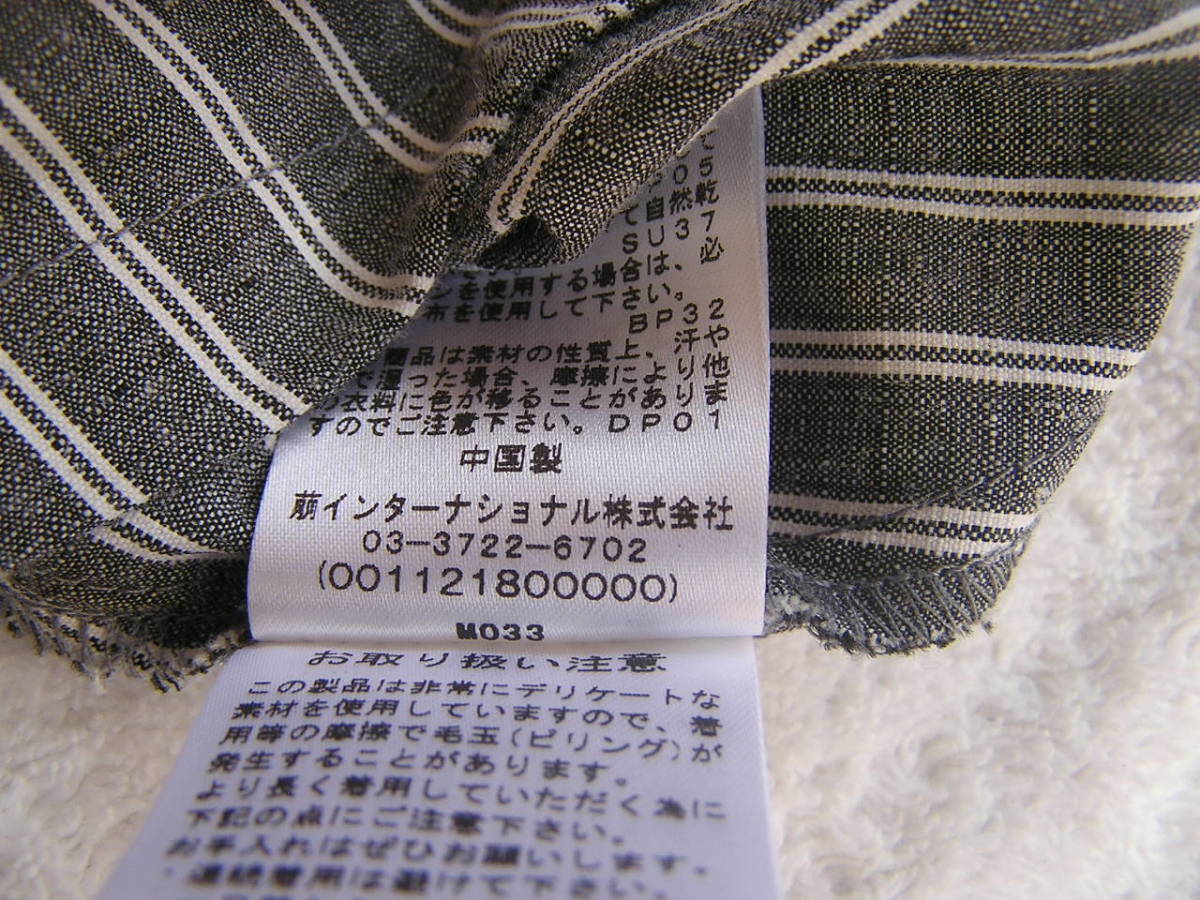 て
０５
自然乾
て
ＳＵ３７
を使用する場合は、必
布を使用して下さい。
ＢＰ３２
品は素材の性質上、汗や
で湿った場合、摩擦により他
衣料に色が移ることがありま
すのでご注意下さい。ＤＰ０１
中国製
インターナショナル株式会社
03-3722-6702
(001121800000)
M033
お取り扱い注意
この製品は非常にデリケートな
素材を使用していますので、着
用等の摩擦で毛玉(ピリング)が
発生することがあります。
より長く着用していただく為に
下記の点にご注意下さい。
お手入れはぜひお願いします。
・連続着用は避けて下さい。